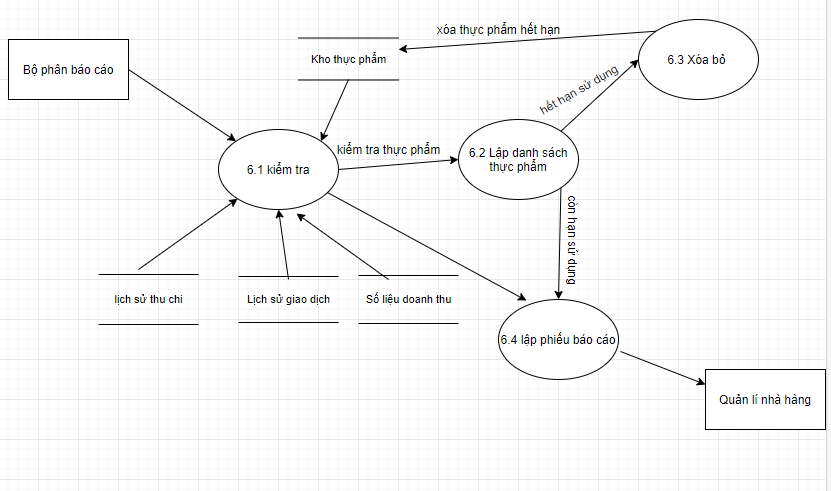 xóa thực phẩm hết hạn
Bộ phân báo cáo
Kho thực phẩm
6.3 Xóa bỏ
hết hạn sử dụng
kiểm tra thực phẩm
6.1 kiểm tra
6.2 Lập danh sách
thực phẩm
còn hạn sử dụng
lịch sử thu chi
Lịch sử giao dịch
Số liệu doanh thu
6.4 lập phiếu báo cáo
Quản lí nhà hàng